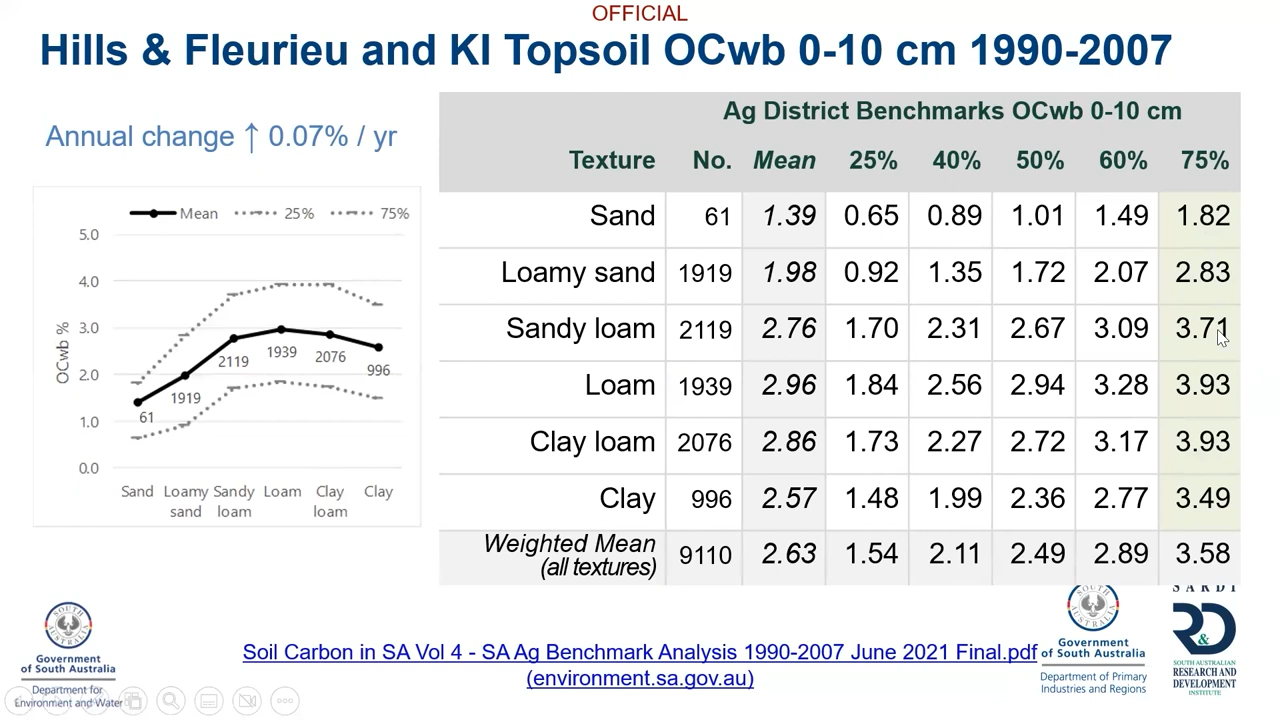 OFFICIAL
Hills & Fleurieu and KI Topsoil OCwb 0-10 cm 1990-2007
Annual change ↑ 0.07% / yr
Mean 25% 75%
5.0
4.0
3.0
2.0
1.0
0.0
OCwb %
61 1919 2119 1939 2076 996
Sand Loamy sand Sandy loam Loam Clay loam Clay
Ag District Benchmarks OCwb 0-10 cm
Texture No. Mean 25% 40% 50% 60% 75%
Sand 61 1.39 0.65 0.89 1.01 1.49 1.82
Loamy sand 1919 1.98 0.92 1.35 1.72 2.07 2.83
Sandy loam 2119 2.76 1.70 2.31 2.67 3.09 3.71
Loam 1939 2.96 1.84 2.56 2.94 3.28 3.93
Clay loam 2076 2.86 1.73 2.27 2.72 3.17 3.93
Clay 996 2.57 1.48 1.99 2.36 2.77 3.49
Weighted Mean (all textures) 9110 2.63 1.54 2.11 2.49 2.89 3.58
SOUTH AUSTRALIA
Government
of South Australia
Department for
Environment and Water
Soil Carbon in SA Vol 4 - SA Ag Benchmark Analysis 1990-2007 June 2021 Final.pdf
(environment.sa.gov.au)
Government
of South Australia
Department of Primary
Industries and Regions
SARDI
RD
&
SOUTH AUSTRALIAN
RESEARCH AND
DEVELOPMENT
INSTITUTE